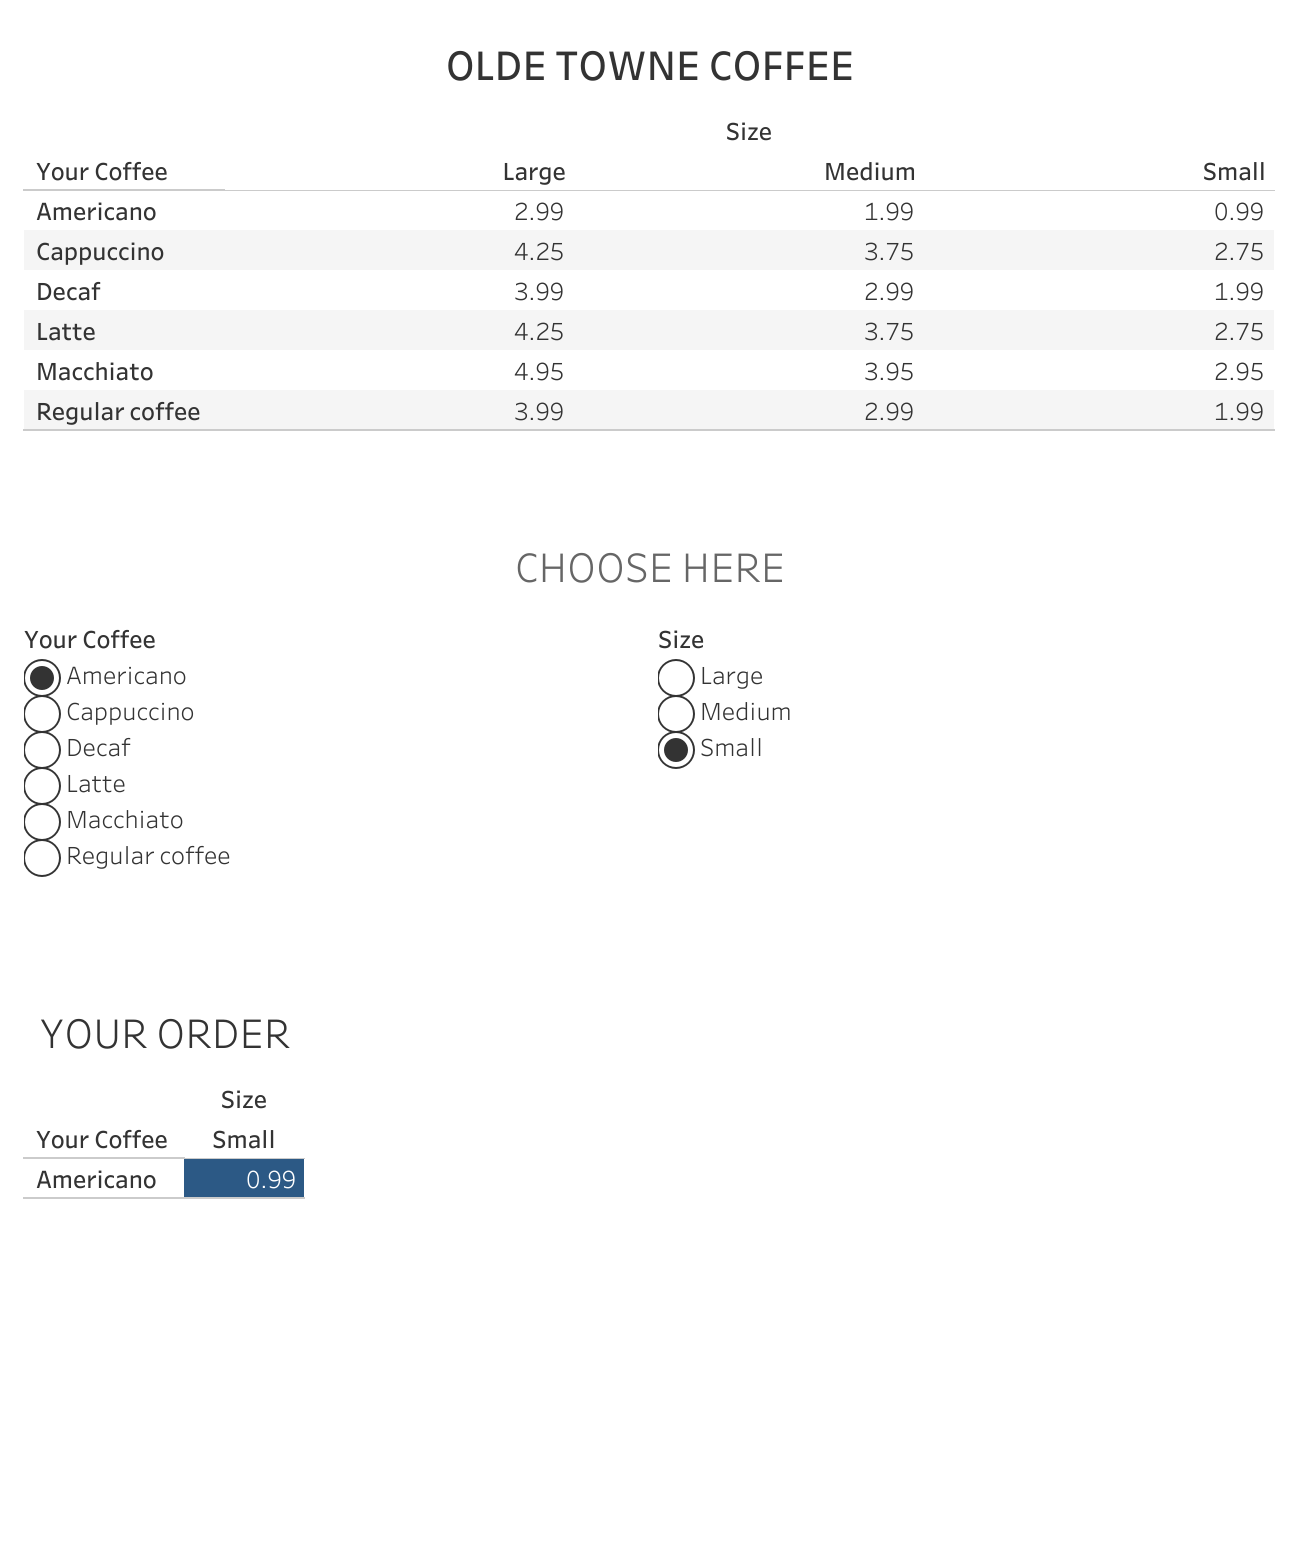 OLDE TOWNE COFFEE
Size
Your Coffee Large Medium Small
Americano 2.99 1.99 0.99
Cappuccino 4.25 3.75 2.75
Decaf 3.99 2.99 1.99
Latte 4.25 3.75 2.75
Macchiato 4.95 3.95 2.95
Regular coffee 3.99 2.99 1.99
CHOOSE HERE
Your Coffee
Americano
Cappuccino
Decaf
Latte
Macchiato
Regular coffee
Size
Large
Medium
Small
YOUR ORDER
Size
Your Coffee Small
Americano 0.99